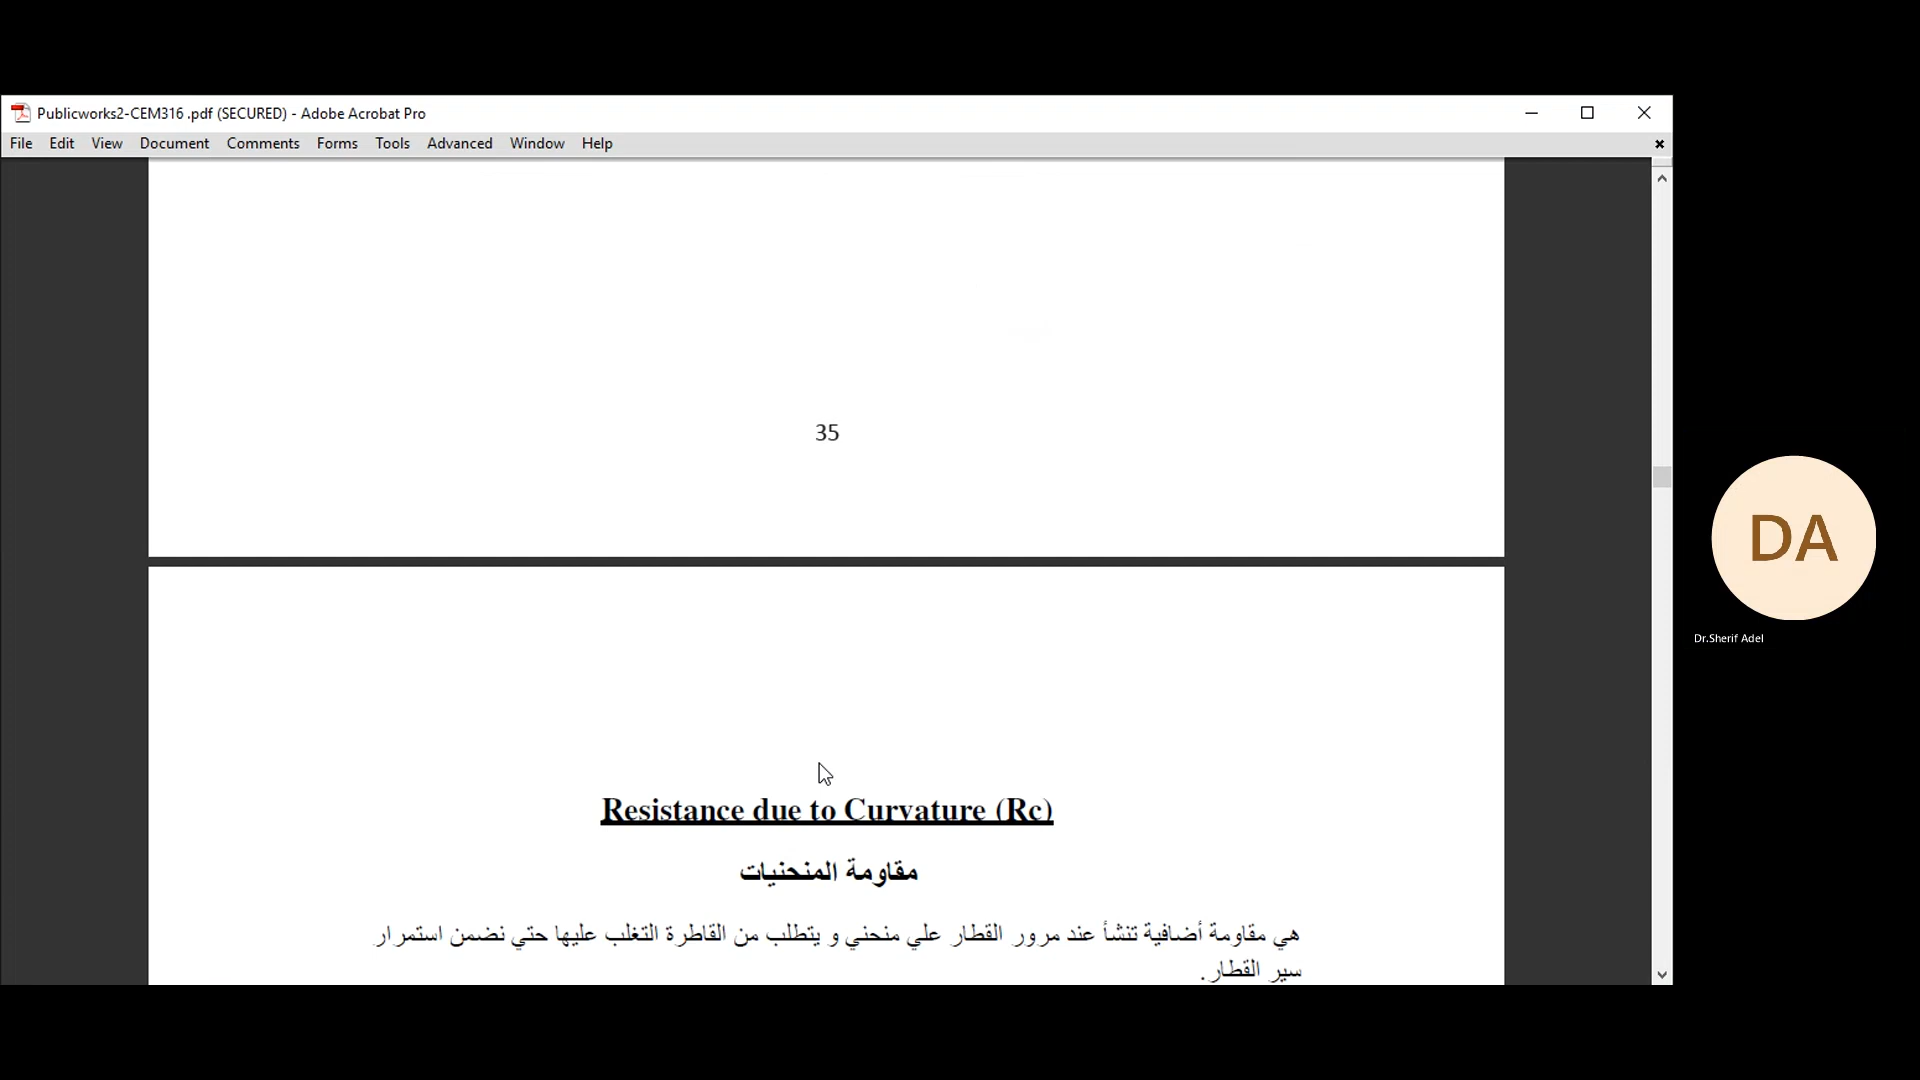 Publicworks2-CEM316 .pdf (SECURED) - Adobe Acrobat Pro
File Edit View Document Comments Forms Tools Advanced Window Help
35
DA
Dr.Sherif Adel
Resistance due to Curvature (Rc)
مقاومة المنحنيات
هي مقاومة أضافية تنشأ عند مرور القطار علي منحني و يتطلب من القاطرة التغلب عليها حتي نضمن استمرار
سير القطار.